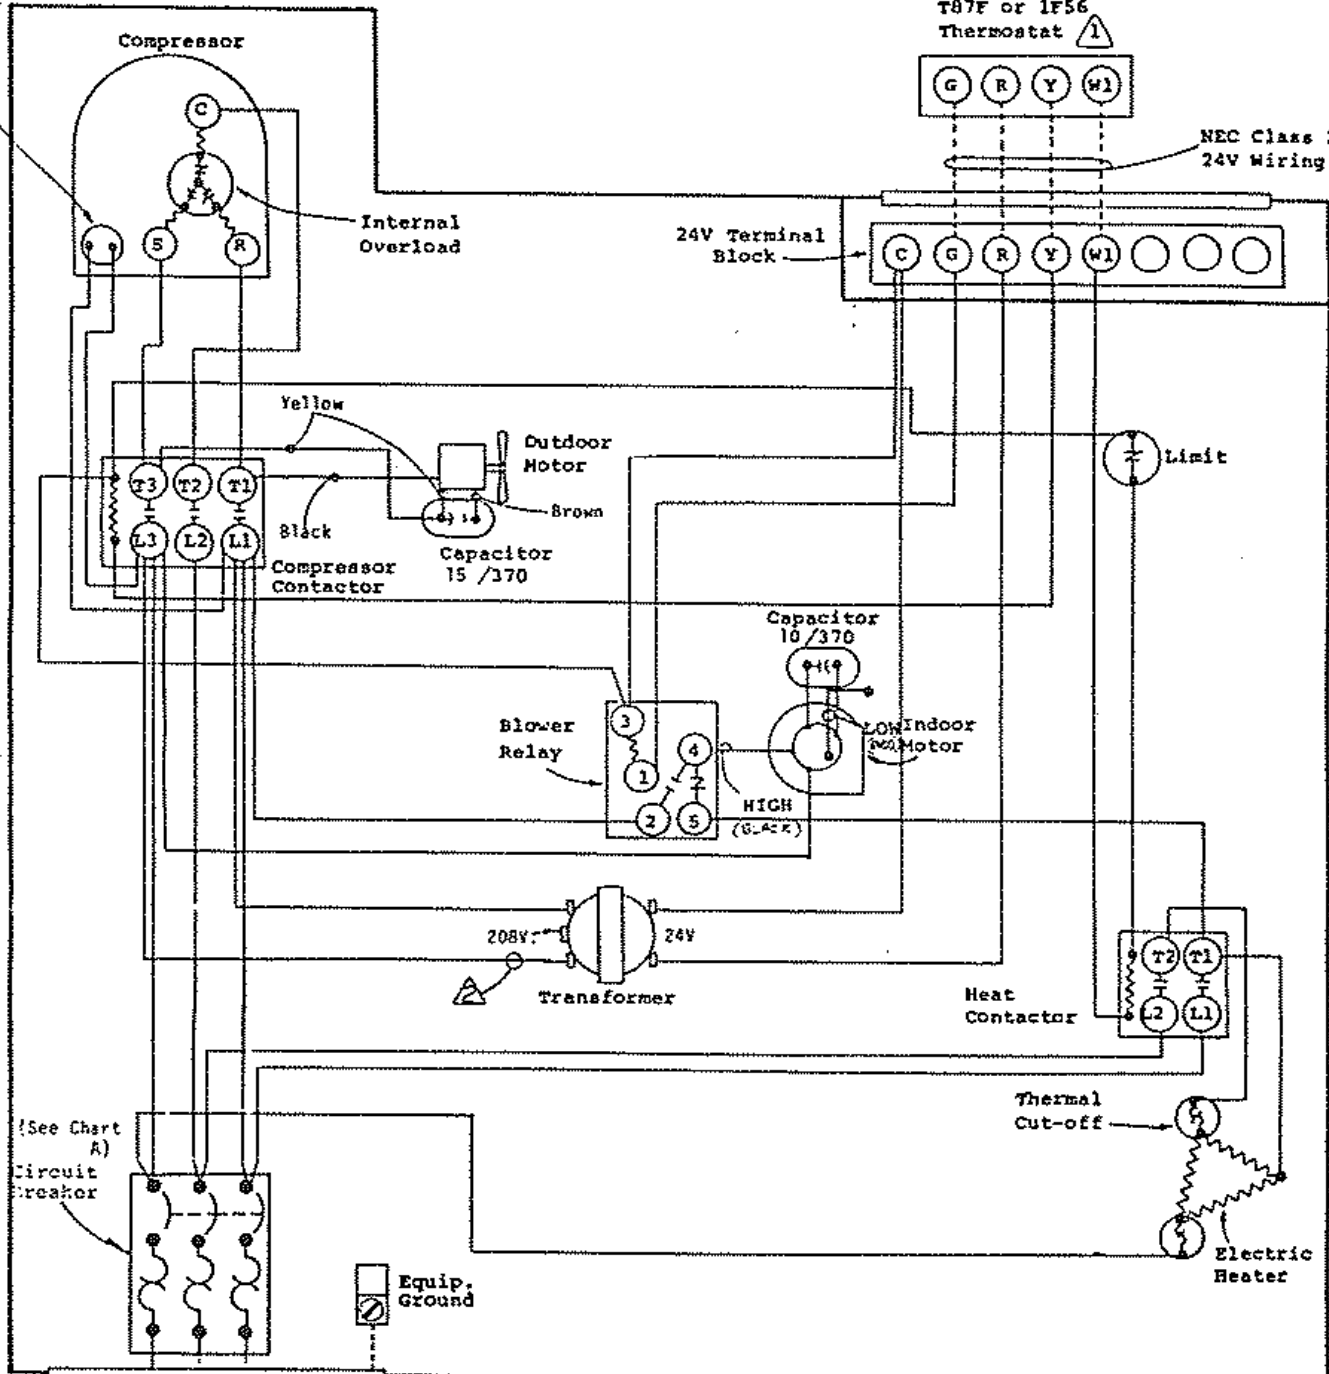 T87F or 1F56
Thermostat 1
Compressor
C
G R Y W1
NEC Class
24V Wiring
Internal
Overload
S R
24V Terminal
Block
C G R Y W1
Yellow
Outdoor
Motor
Limit
T3 T2 T1
Brown
Black
L3 L2 L1
Capacitor
15 /370
Compressor
Contactor
Capacitor
10/370
Blower
Relay
3
4
1
2 5
LOW
Indoor
Motor
HIGH
(BLACK)
208V.
24V
2
Transformer
Heat
Contactor
T2 T1
L2 L1
Thermal
Cut-off
(See Chart
A)
Circuit
Breaker
Electric
Heater
Equip.
Ground